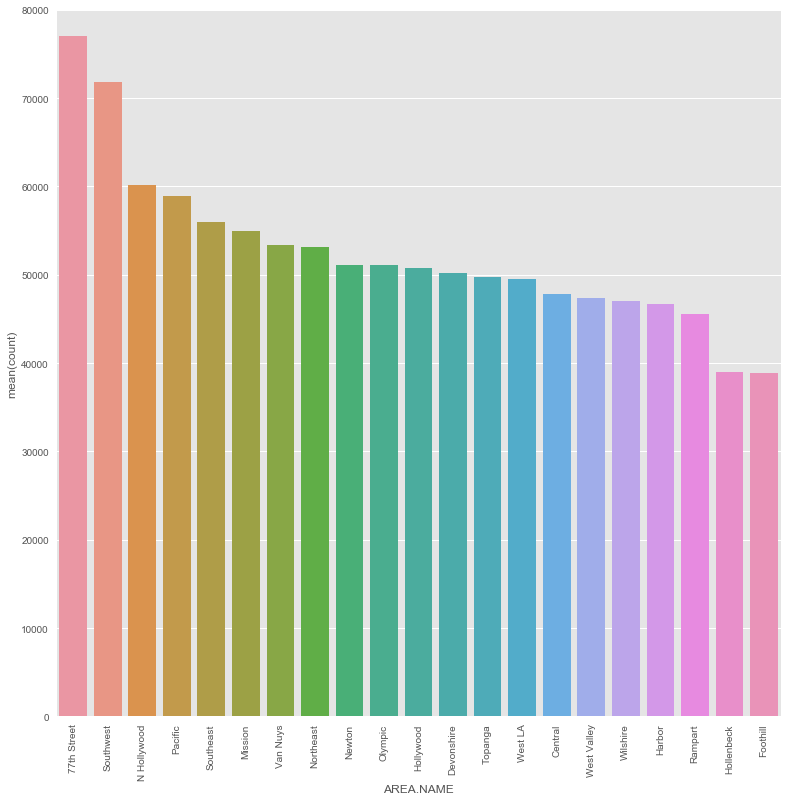 80000
70000
60000
50000
40000
30000
20000
10000
0
mean(count)
77th Street
Southwest
N Hollywood
Pacific
Southeast
Mission
Van Nuys
Northeast
Newton
Olympic
Hollywood
Devonshire
Topanga
West LA
Central
West Valley
Wilshire
Harbor
Rampart
Hollenbeck
Foothill
AREA.NAME